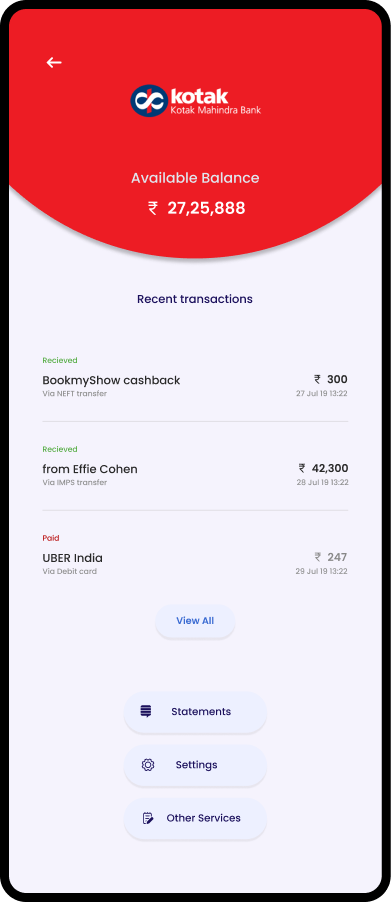 kotak
Kotak Mahindra Bank
Available Balance
₹ 27,25,888
Recent transactions
Recieved
BookmyShow cashback
₹ 300
Via NEFT transfer
27 Jul 19 13:22
Recieved
from Effie Cohen
₹ 42,300
Via IMPS transfer
28 Jul 19 13:22
Paid
UBER India
₹ 247
Via Debit card
29 Jul 19 13:22
View All
Statements
Settings
Other Services